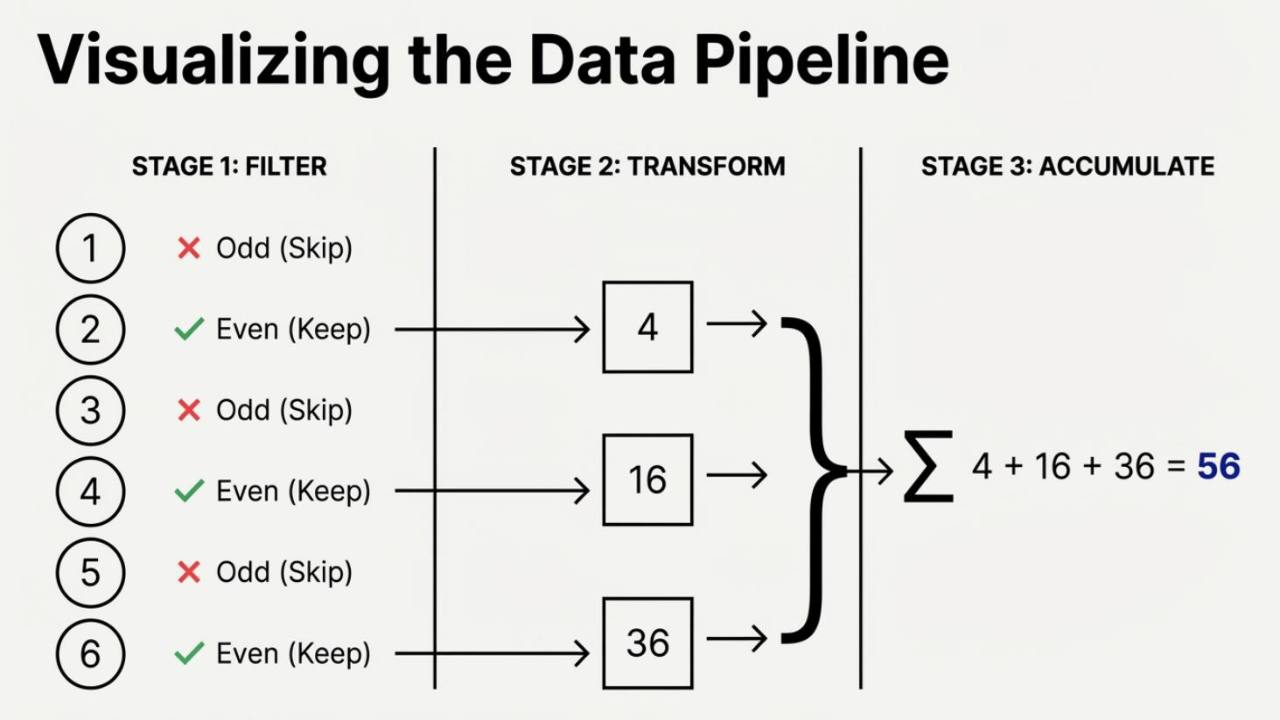 Visualizing the Data Pipeline
STAGE 1: FILTER
1 Odd (Skip)
2 Even (Keep)
3 Odd (Skip)
4 Even (Keep)
5 Odd (Skip)
6 Even (Keep)
STAGE 2: TRANSFORM
4
16
36
STAGE 3: ACCUMULATE
Σ 4 + 16 + 36 = 56